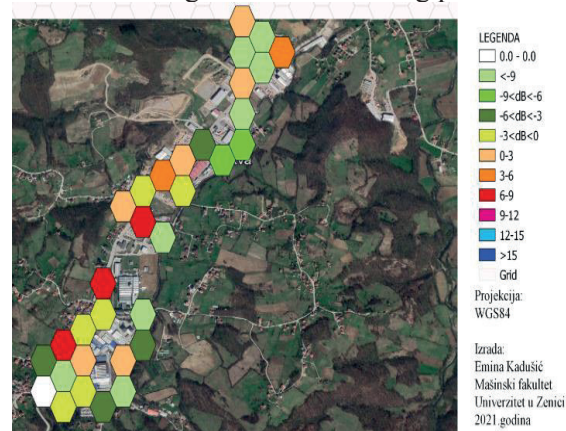 LEGENDA
0.0 - 0.0
<-9
-9<dB<-6
-6<dB<-3
-3<dB<0
0-3
3-6
6-9
9-12
12-15
>15
Grid
Projekcija:
WGS84
Izrada:
Emina Kadušić
Mašinski fakultet
Univerzitet u Zenici
2021.godina